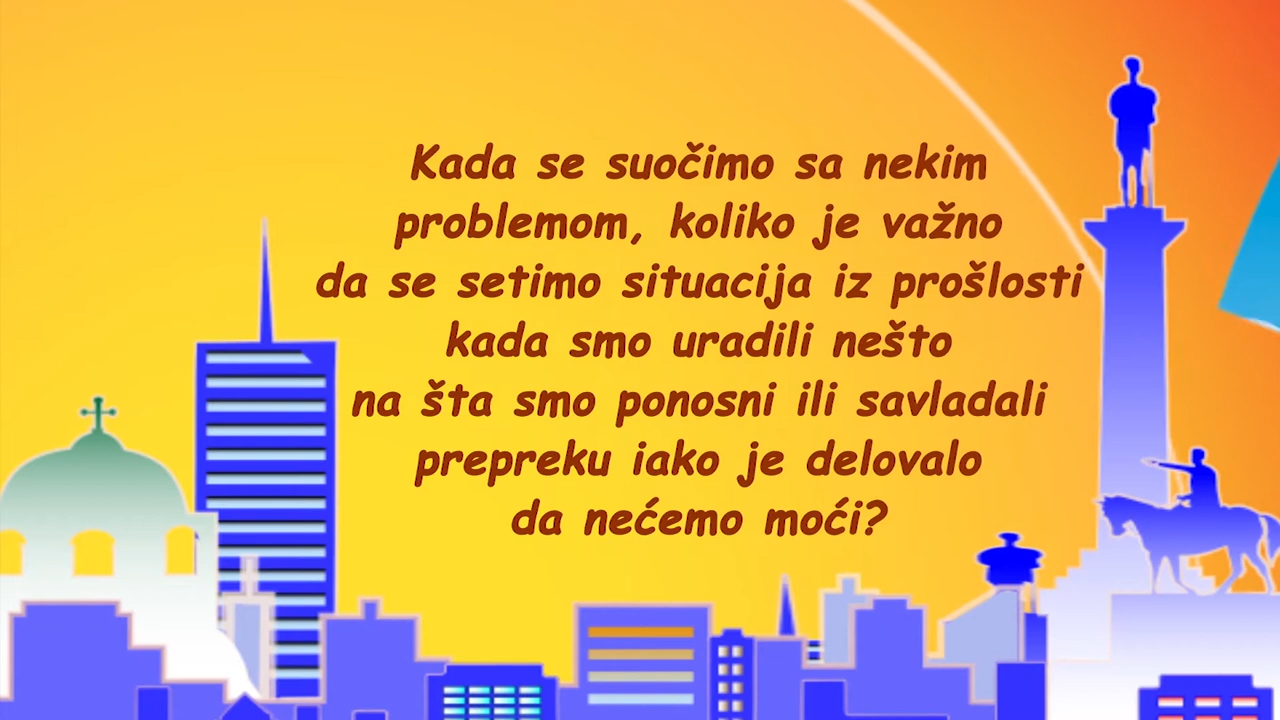 Kada se suočimo sa nekim
problemom, koliko je važno
da se setimo situacija iz prošlosti
kada smo uradili nešto
na šta smo ponosni ili savladali
prepreku iako je delovalo
da nećemo moći?